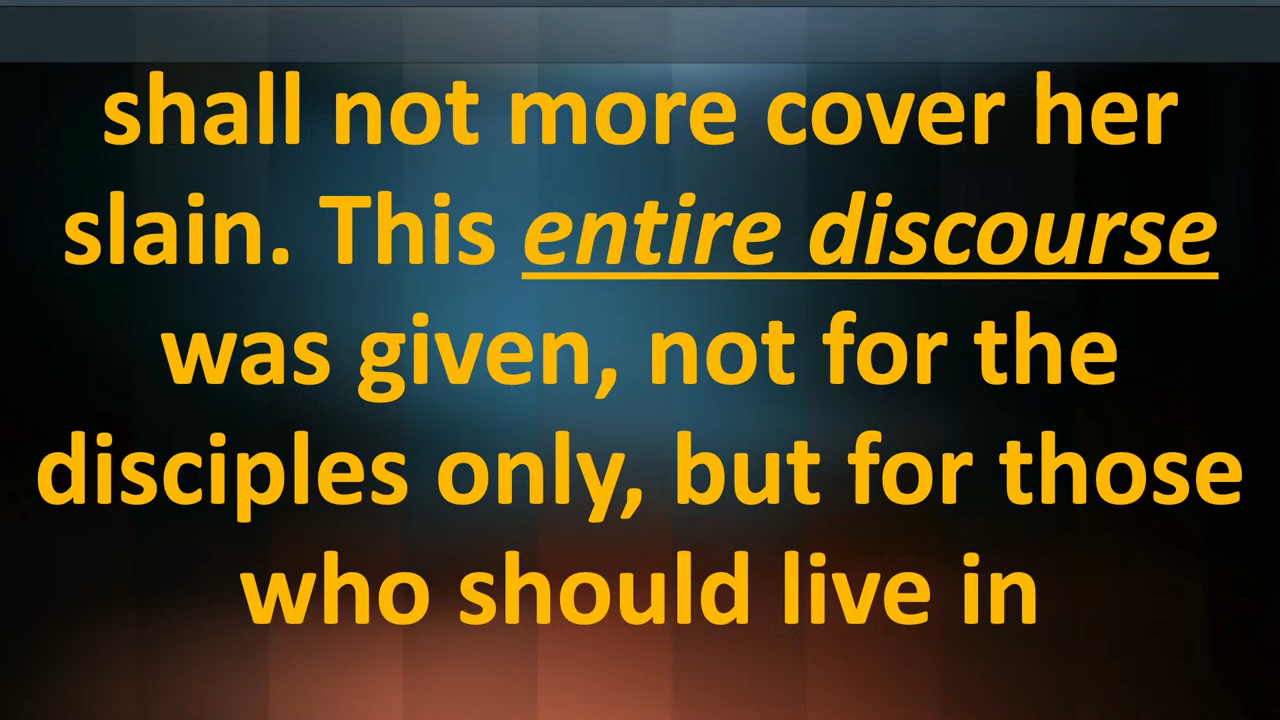 shall not more cover her
slain. This entire discourse
was given, not for the
disciples only, but for those
who should live in